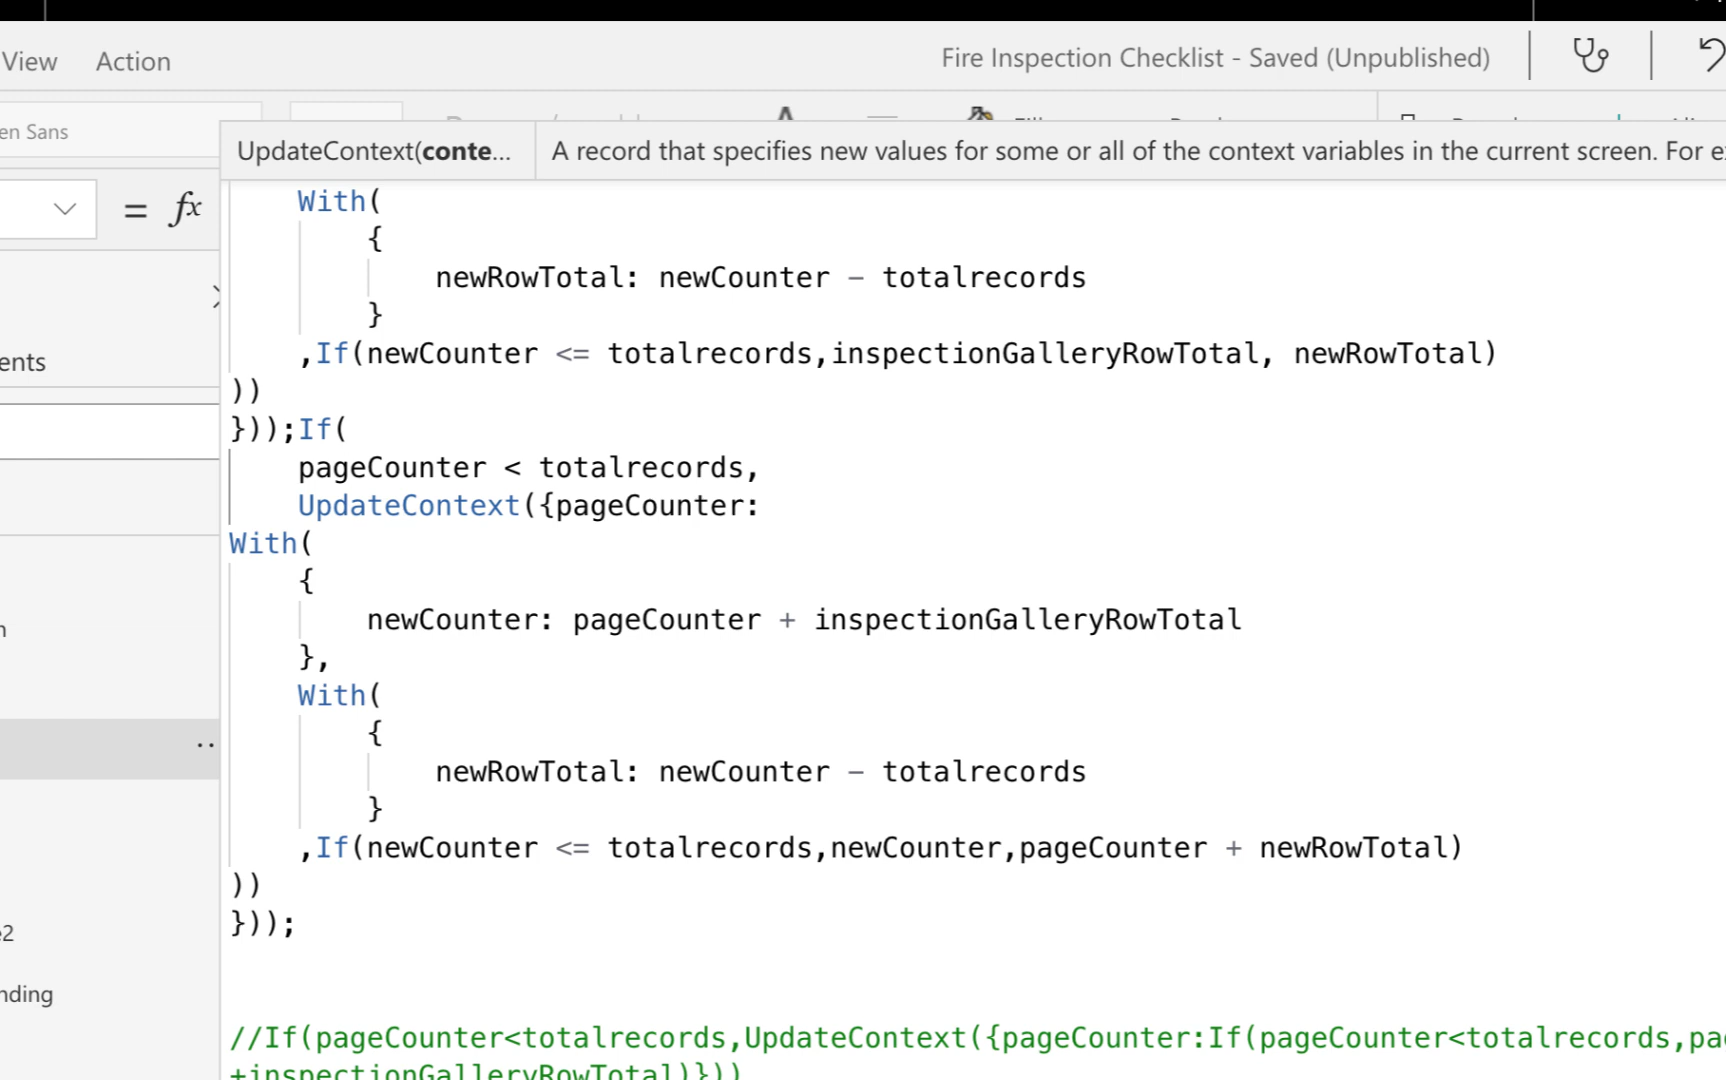 View Action
Fire Inspection Checklist - Saved (Unpublished)
en Sans
UpdateContext(conte...
A record that specifies new values for some or all of the context variables in the current screen. For e
= fx
ents
With(
{
newRowTotal: newCounter - totalrecords
}
,If(newCounter <= totalrecords,inspectionGalleryRowTotal, newRowTotal)
))
}));If(
pageCounter < totalrecords,
UpdateContext({pageCounter:
With(
{
newCounter: pageCounter + inspectionGalleryRowTotal
},
With(
{
newRowTotal: newCounter - totalrecords
}
,If(newCounter <= totalrecords,newCounter,pageCounter + newRowTotal)
))
}));
nding
//If(pageCounter<totalrecords,UpdateContext({pageCounter:If(pageCounter<totalrecords,pa
+inspectionGalleryRowTotal)}))